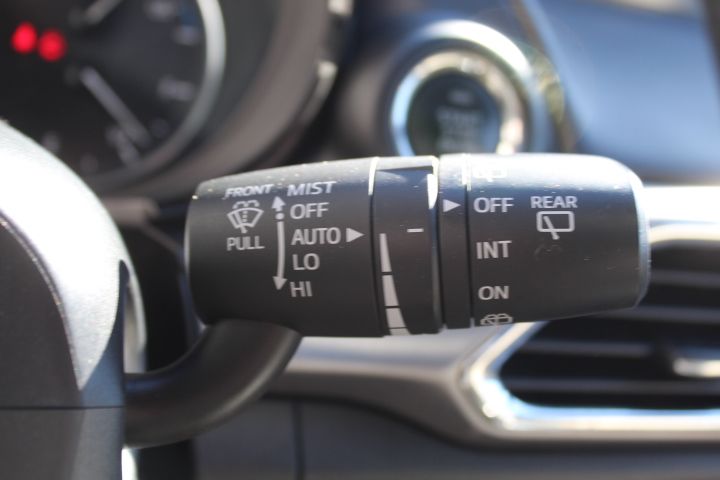 FRONT
PULL
MIST
OFF
AUTO
LO
HI
OFF
INT
ON
REAR